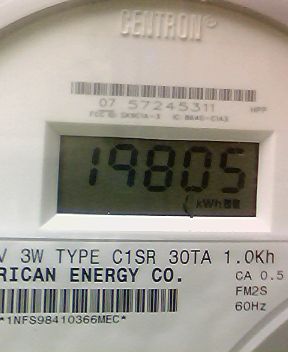 CENTRON®
07 57245311
HPP
19805
kWh
V 3W TYPE C1SR 30TA 1.0Kh
RICAN ENERGY CO.
CA 0.5
FM2S
60Hz
*1NFS98410366MEC*